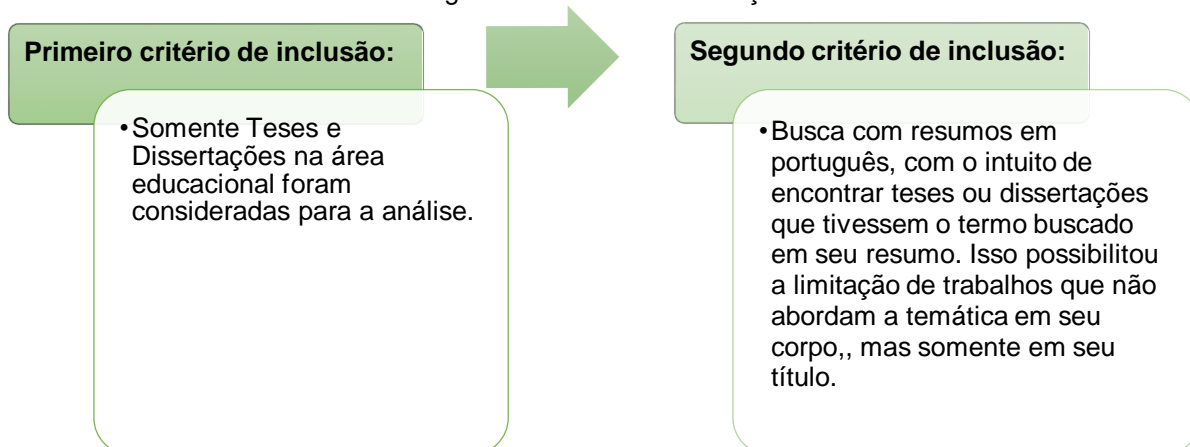 Primeiro critério de inclusão:
•Somente Teses e
Dissertações na área
educacional foram
consideradas para a análise.
Segundo critério de inclusão:
•Busca com resumos em
português, com o intuito de
encontrar teses ou dissertações
que tivessem o termo buscado
em seu resumo. Isso possibilitou
a limitação de trabalhos que não
abordam a temática em seu
corpo,, mas somente em seu
título.